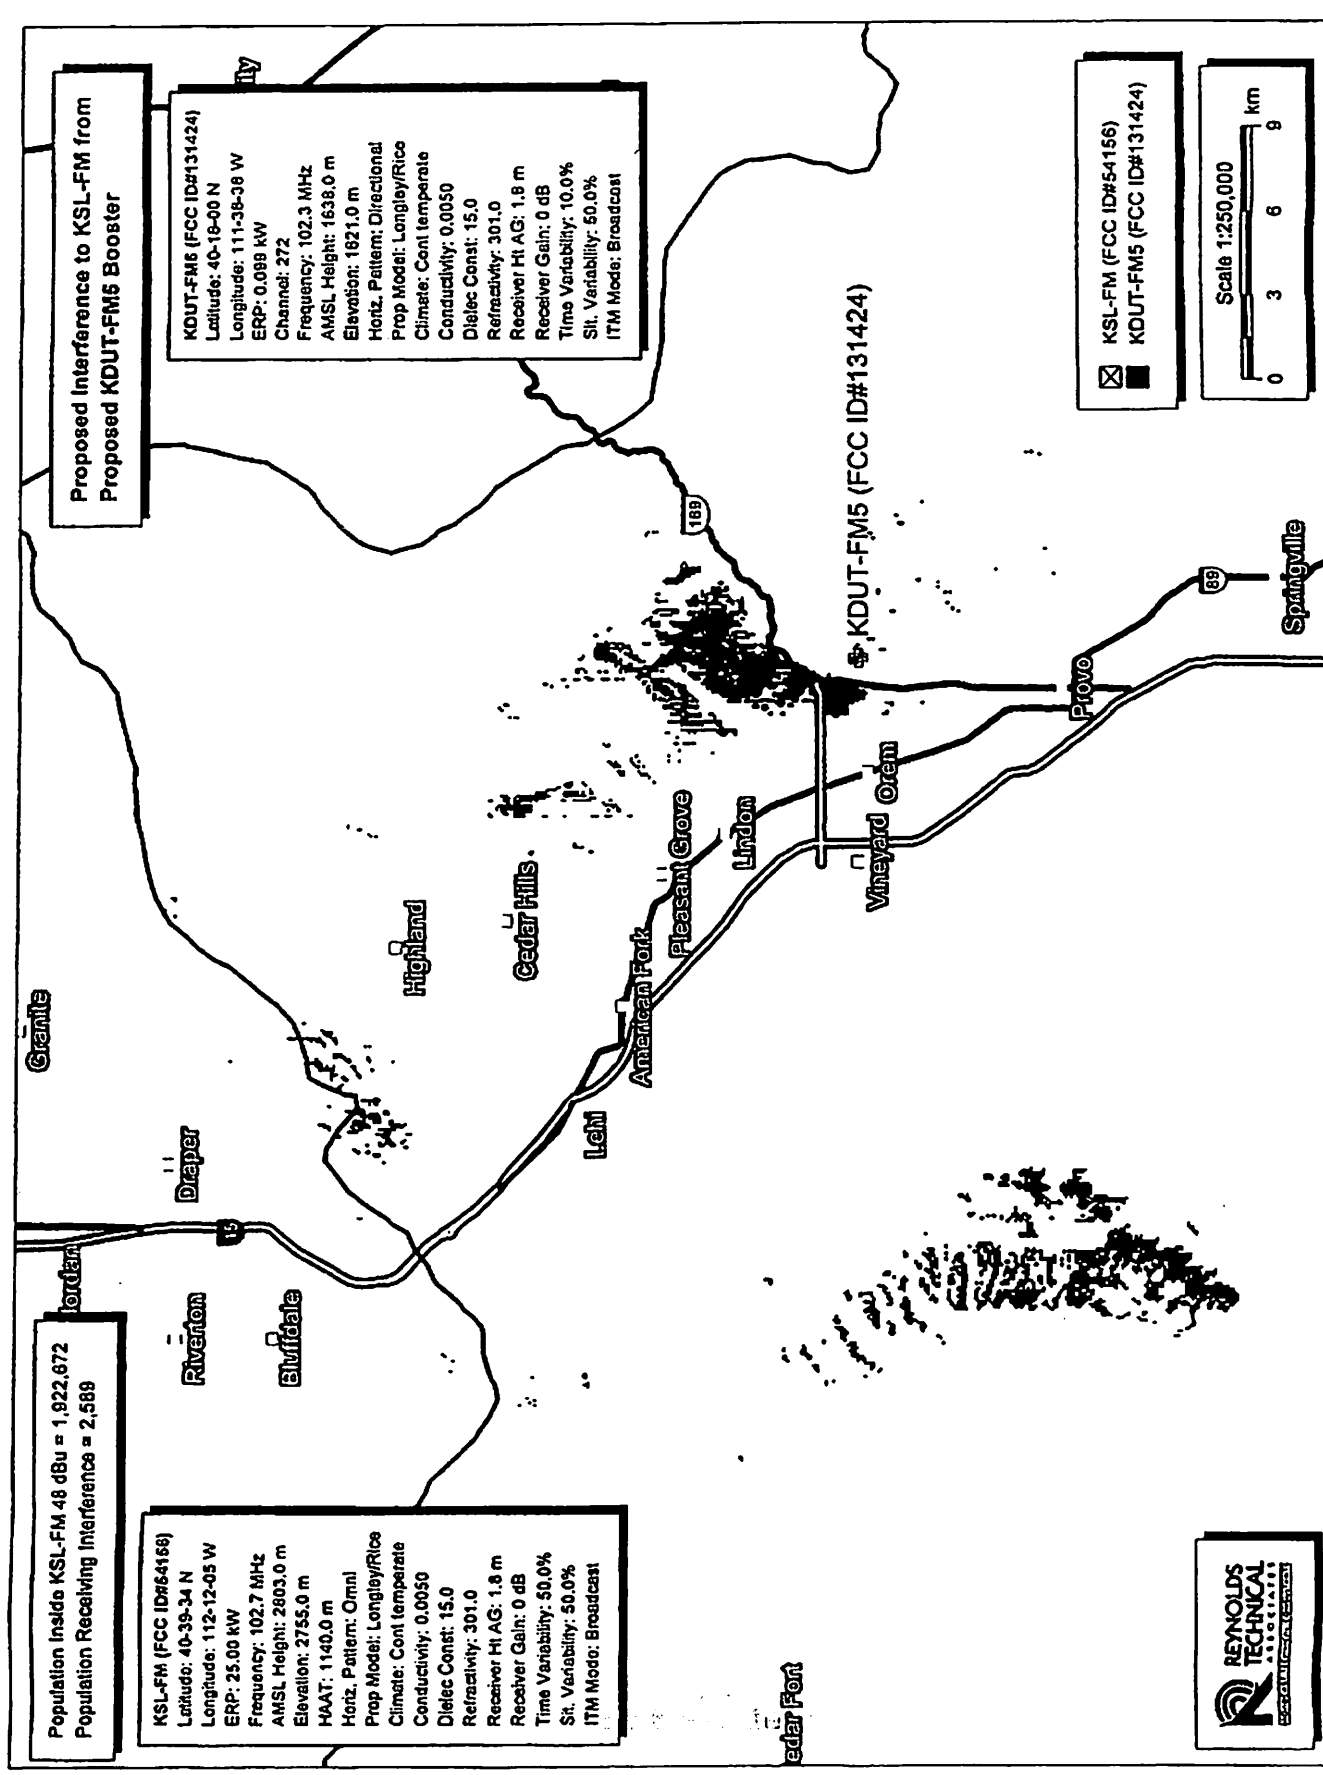 Proposed Interference to KSL-FM from
Proposed KDUT-FM5 Booster
KDUT-FM5 (FCC ID#131424)
Latitude: 40-18-00 N
Longitude: 111-38-38 W
ERP: 0.099 kW
Channel: 272
Frequency: 102.3 MHz
AMSL Height: 1638.0 m
Elevation: 1621.0 m
Horiz. Pattern: Directional
Prop Model: Longley/Rice
Climate: Cont temperate
Conductivity: 0.0050
Dielec Const: 15.0
Refractivity: 301.0
Receiver Ht AG: 1.8 m
Receiver Gain: 0 dB
Time Variability: 10.0%
Sit. Variability: 50.0%
ITM Mode: Broadcast
Population Inside KSL-FM 48 dBu = 1,922,672
Population Receiving Interference = 2,589
KSL-FM (FCC ID#54156)
Latitude: 40-39-34 N
Longitude: 112-12-05 W
ERP: 25.00 kW
Frequency: 102.7 MHz
AMSL Height: 2803.0 m
Elevation: 2755.0 m
HAAT: 1140.0 m
Horiz. Pattern: Omni
Prop Model: Longley/Rice
Climate: Cont temperate
Conductivity: 0.0050
Dielec Const: 15.0
Refractivity: 301.0
Receiver Ht AG: 1.8 m
Receiver Gain: 0 dB
Time Variability: 50.0%
Sit. Variability: 50.0%
ITM Mode: Broadcast
ity
Jordan
Granite
Draper
15
Riverton
Bluffdale
Highland
Cedar Hills
Lehi
American Fork
Pleasant Grove
Lindon
189
KDUT-FM5 (FCC ID#131424)
Vineyard
Orem
Provo
89
Springville
edar Fort
KSL-FM (FCC ID#54156)
KDUT-FM5 (FCC ID#131424)
Scale 1:250,000
0 3 6 9
km
REYNOLDS
TECHNICAL
ASSOCIATES